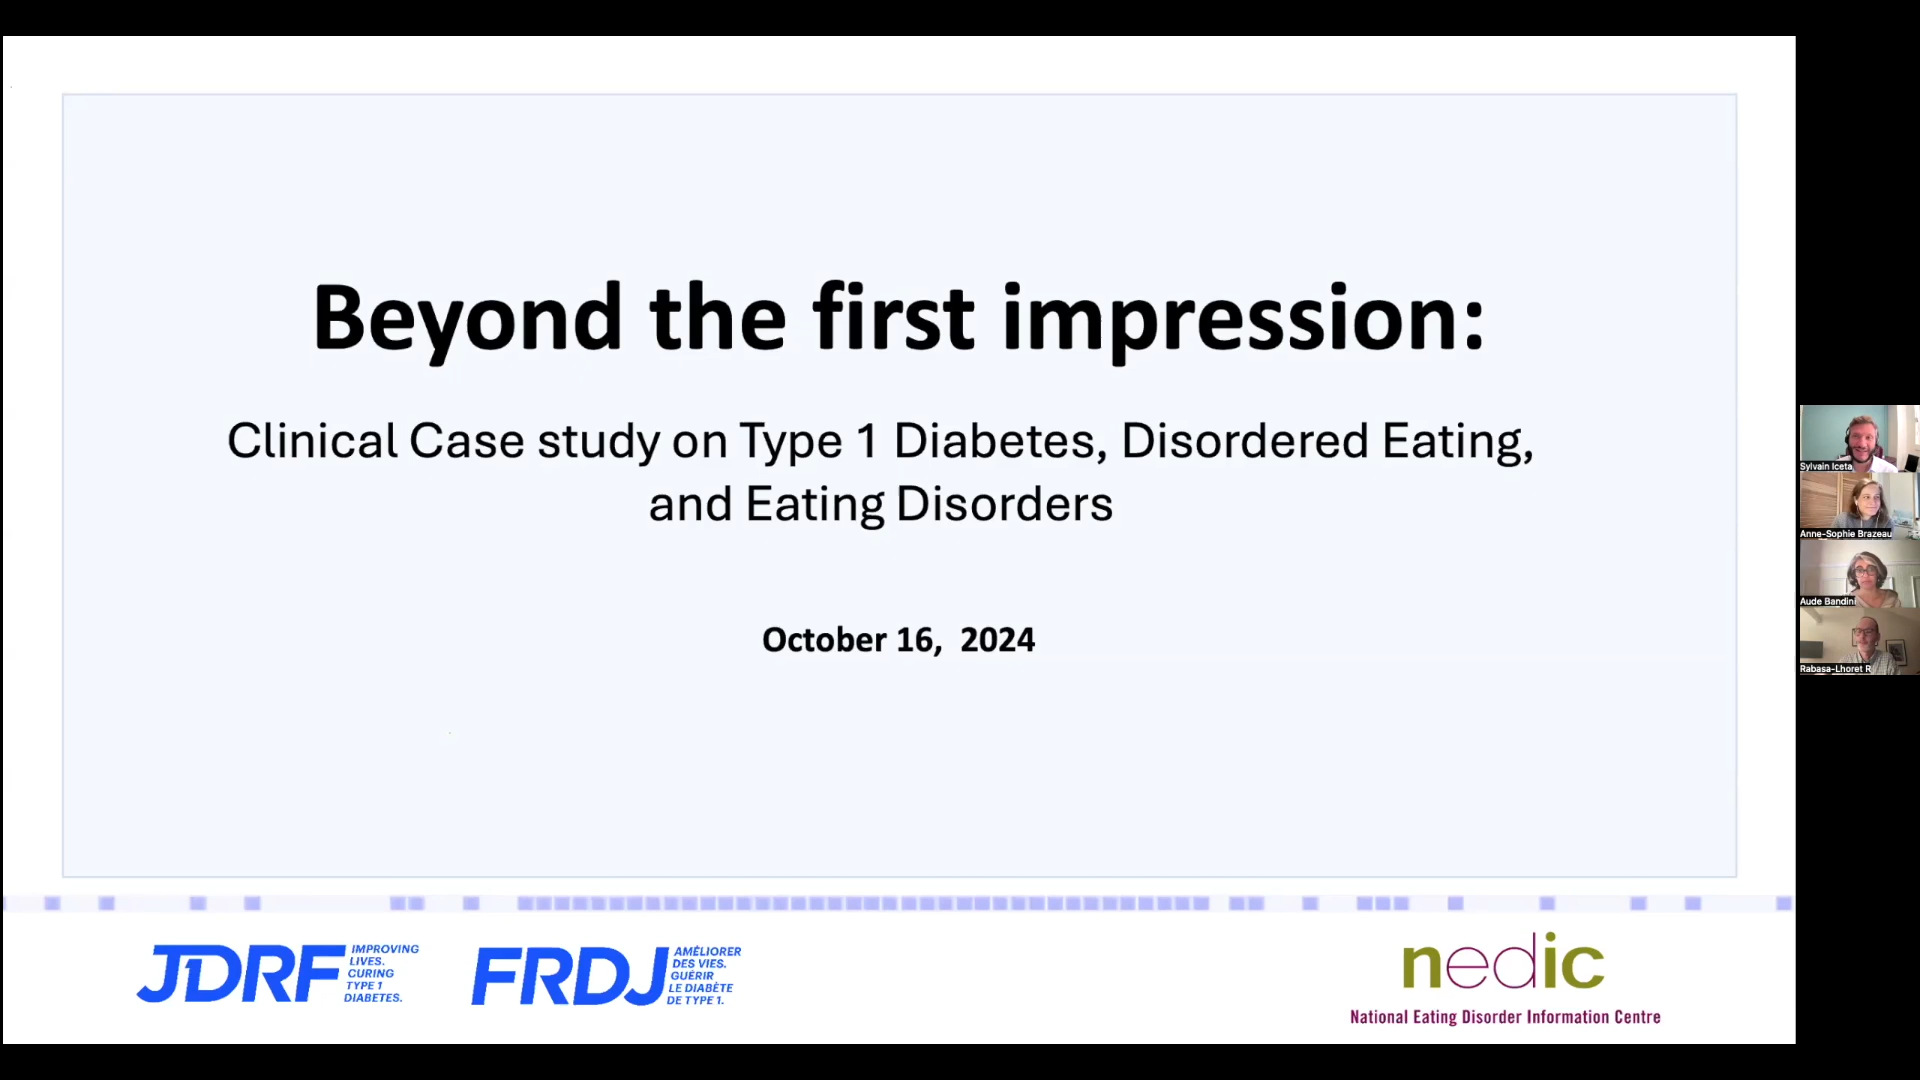 Beyond the first impression:
Clinical Case study on Type 1 Diabetes, Disordered Eating,
and Eating Disorders
October 16, 2024
Sylvain Iceta
Anne-Sophie Brazeau
Aude Bandini
Rabasa-Lhoret R
JDRF
IMPROVING
LIVES.
CURING
TYPE 1
DIABETES.
FRDJ
AMÉLIORER
DES VIES.
GUÉRIR
LE DIABÈTE
DE TYPE 1.
nedic
National Eating Disorder Information Centre